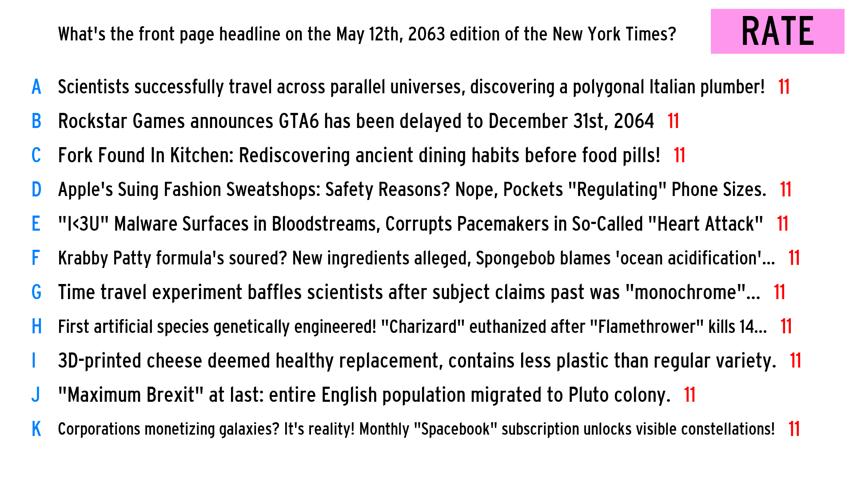 What's the front page headline on the May 12th, 2063 edition of the New York Times?
RATE
A Scientists successfully travel across parallel universes, discovering a polygonal Italian plumber! 11
B Rockstar Games announces GTA6 has been delayed to December 31st, 2064 11
C Fork Found In Kitchen: Rediscovering ancient dining habits before food pills! 11
D Apple's Suing Fashion Sweatshops: Safety Reasons? Nope, Pockets "Regulating" Phone Sizes. 11
E "I<3U" Malware Surfaces in Bloodstreams, Corrupts Pacemakers in So-Called "Heart Attack" 11
F Krabby Patty formula's soured? New ingredients alleged, Spongebob blames 'ocean acidification'... 11
G Time travel experiment baffles scientists after subject claims past was "monochrome"... 11
H First artificial species genetically engineered! "Charizard" euthanized after "Flamethrower" kills 14... 11
I 3D-printed cheese deemed healthy replacement, contains less plastic than regular variety. 11
J "Maximum Brexit" at last: entire English population migrated to Pluto colony. 11
K Corporations monetizing galaxies? It's reality! Monthly "Spacebook" subscription unlocks visible constellations! 11